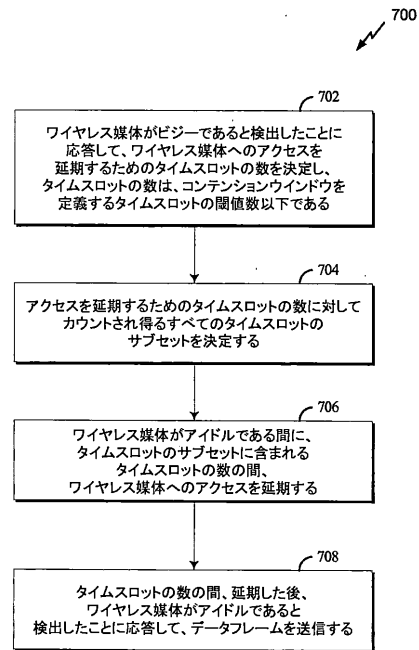 700
702
ワイヤレス媒体がビジーであると検出したことに
応答して、ワイヤレス媒体へのアクセスを
延期するためのタイムスロットの数を決定し、
タイムスロットの数は、コンテンションウインドウを
定義するタイムスロットの閾値数以下である
704
アクセスを延期するためのタイムスロットの数に対して
カウントされ得るすべてのタイムスロットの
サブセットを決定する
706
ワイヤレス媒体がアイドルである間に、
タイムスロットのサブセットに含まれる
タイムスロットの数の間、
ワイヤレス媒体へのアクセスを延期する
708
タイムスロットの数の間、延期した後、
ワイヤレス媒体がアイドルであると
検出したことに応答して、データフレームを送信する